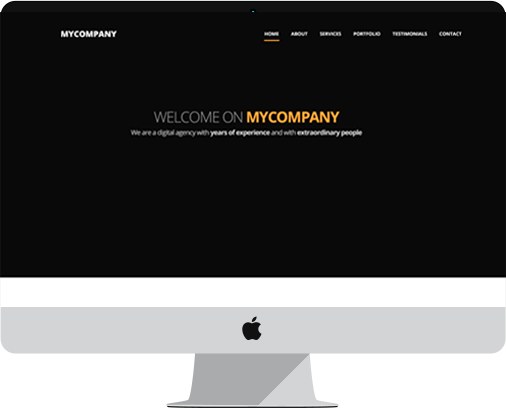 MYCOMPANY HOME ABOUT SERVICES PORTFOLIO TESTIMONIALS CONTACT
WELCOME ON MYCOMPANY
We are a digital agency with years of experience and with extraordinary people